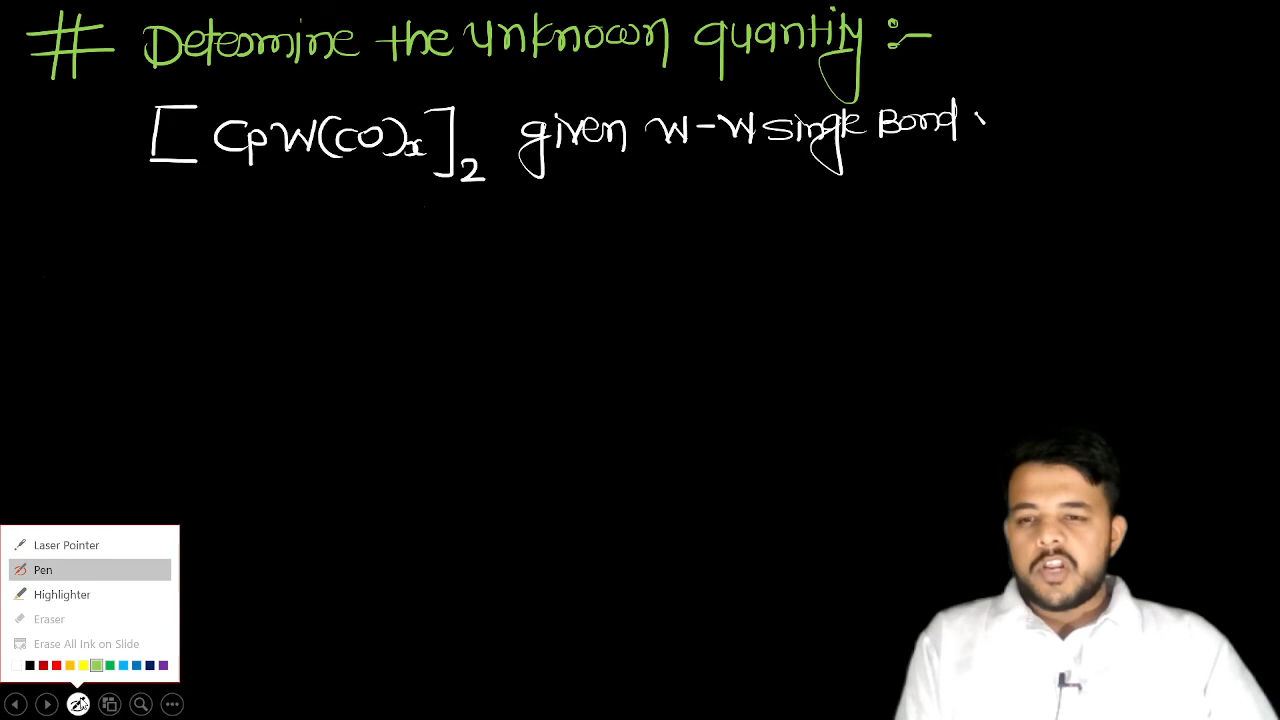 # Determine the unknown quantity :-
[CpW(CO)x]2 given W-W single Bond.
Laser Pointer
Pen
Highlighter
Eraser
Erase All Ink on Slide